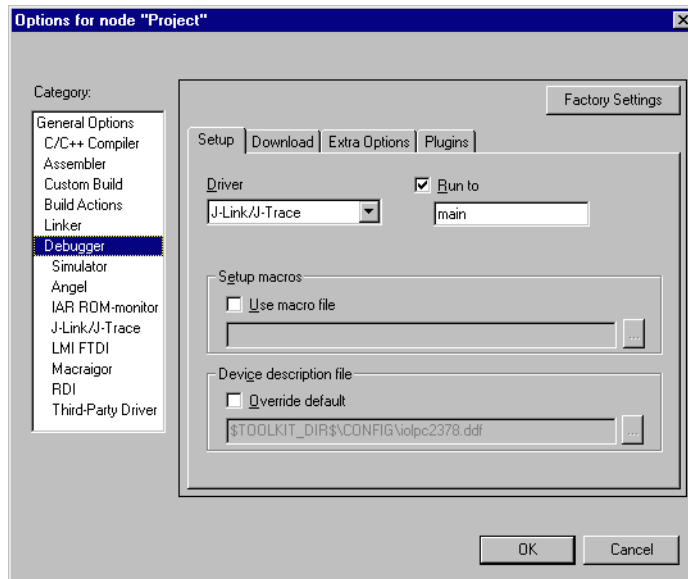 Options for node "Project"
Category:
General Options
C/C++ Compiler
Assembler
Custom Build
Build Actions
Linker
Debugger
Simulator
Angel
IAR ROM-monitor
J-Link/J-Trace
LMI FTDI
Macraigor
RDI
Third-Party Driver
Factory Settings
Setup Download Extra Options Plugins
Driver
Run to
J-Link/J-Trace
main
Setup macros
Use macro file
...
Device description file
Override default
$TOOLKIT_DIR$\CONFIG\iolpc2378.ddf
...
OK Cancel